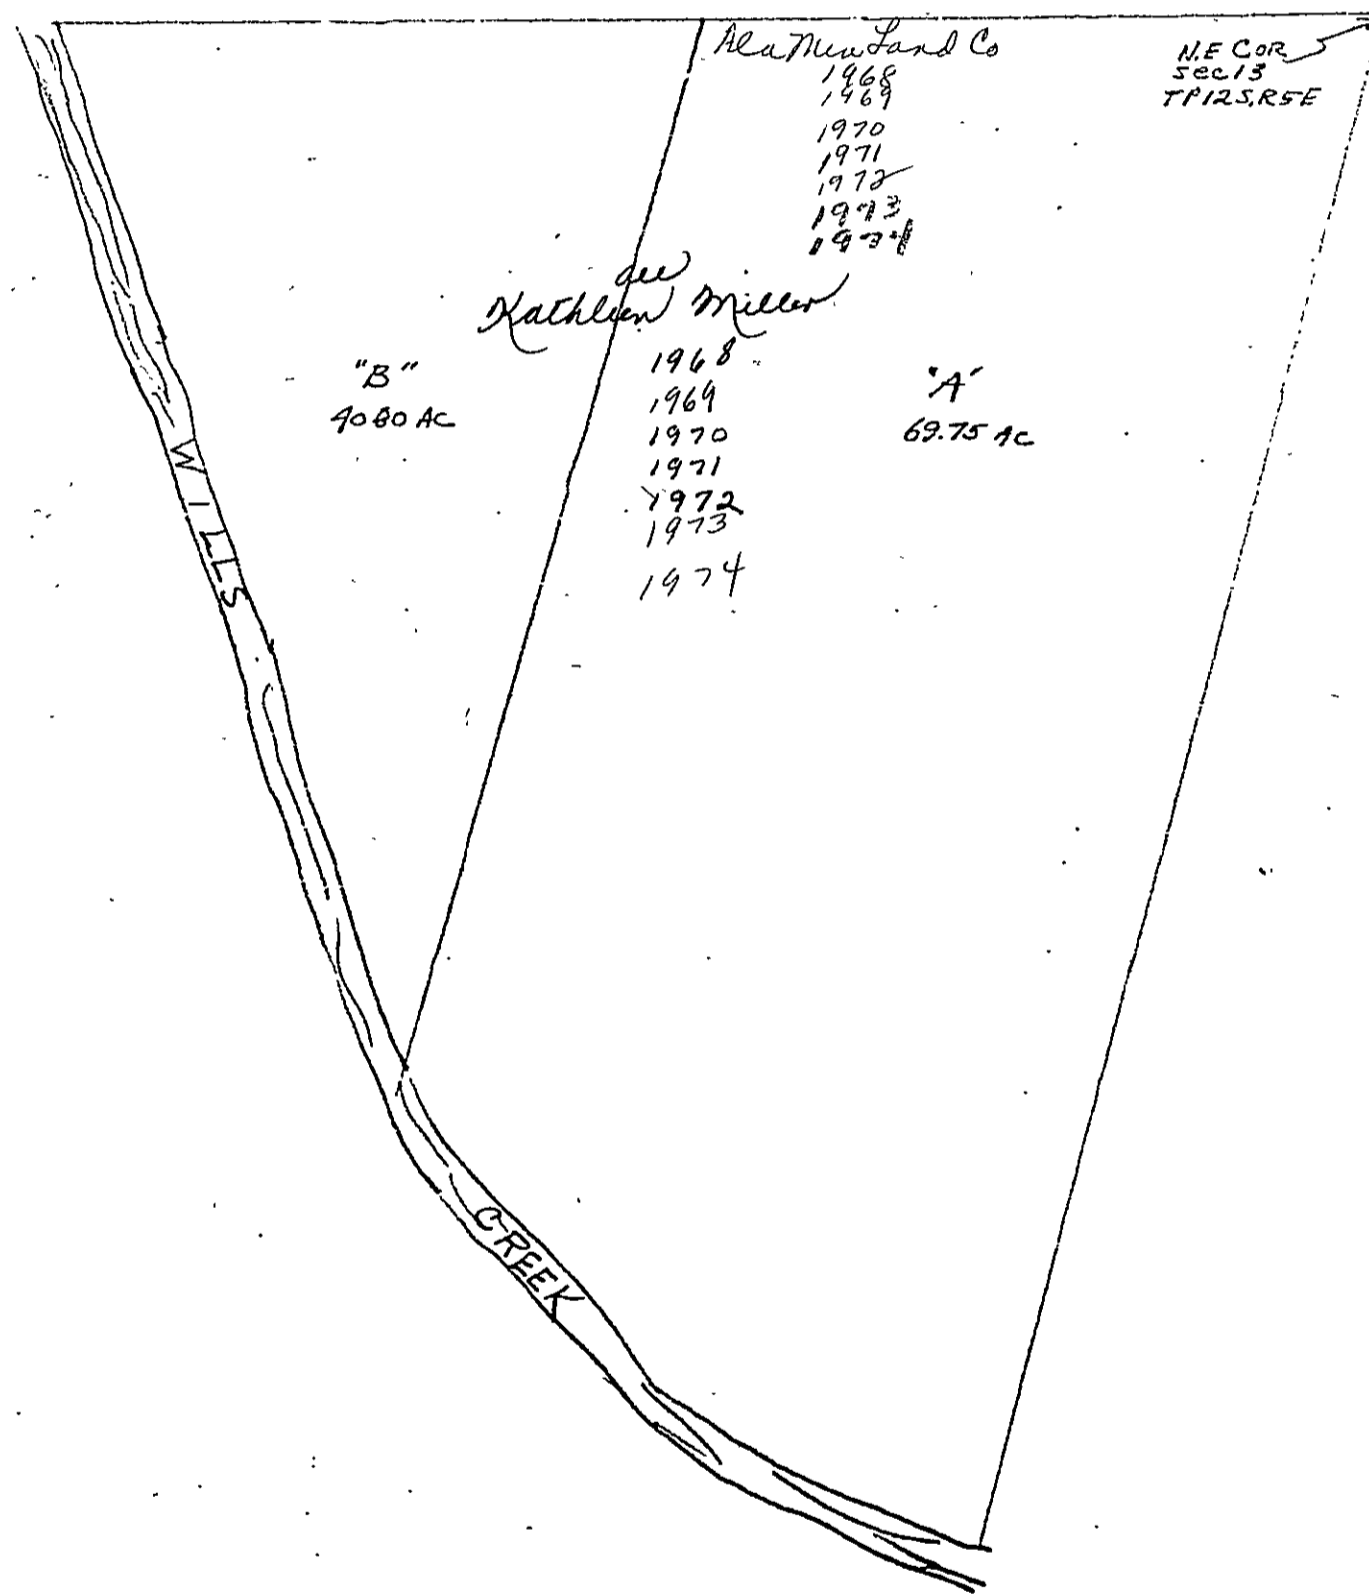 Ala Min Land Co
1968
1969
1970
1971
1972
1973
1974
N.E COR
SEC 13
TP12S,R5E
all
Kathleen Miller
1968
1969
1970
1971
1972
1973
1974
"B"
40.80 AC
"A"
69.75 AC
WILLS
CREEK